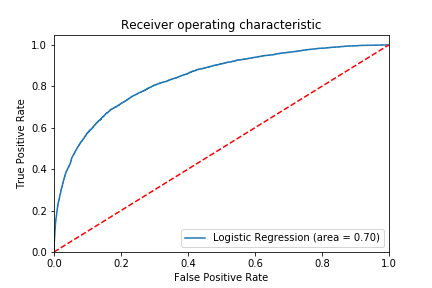 Receiver operating characteristic
True Positive Rate
1.0
0.8
0.6
0.4
0.2
0.0
Logistic Regression (area = 0.70)
0.0 0.2 0.4 0.6 0.8 1.0
False Positive Rate